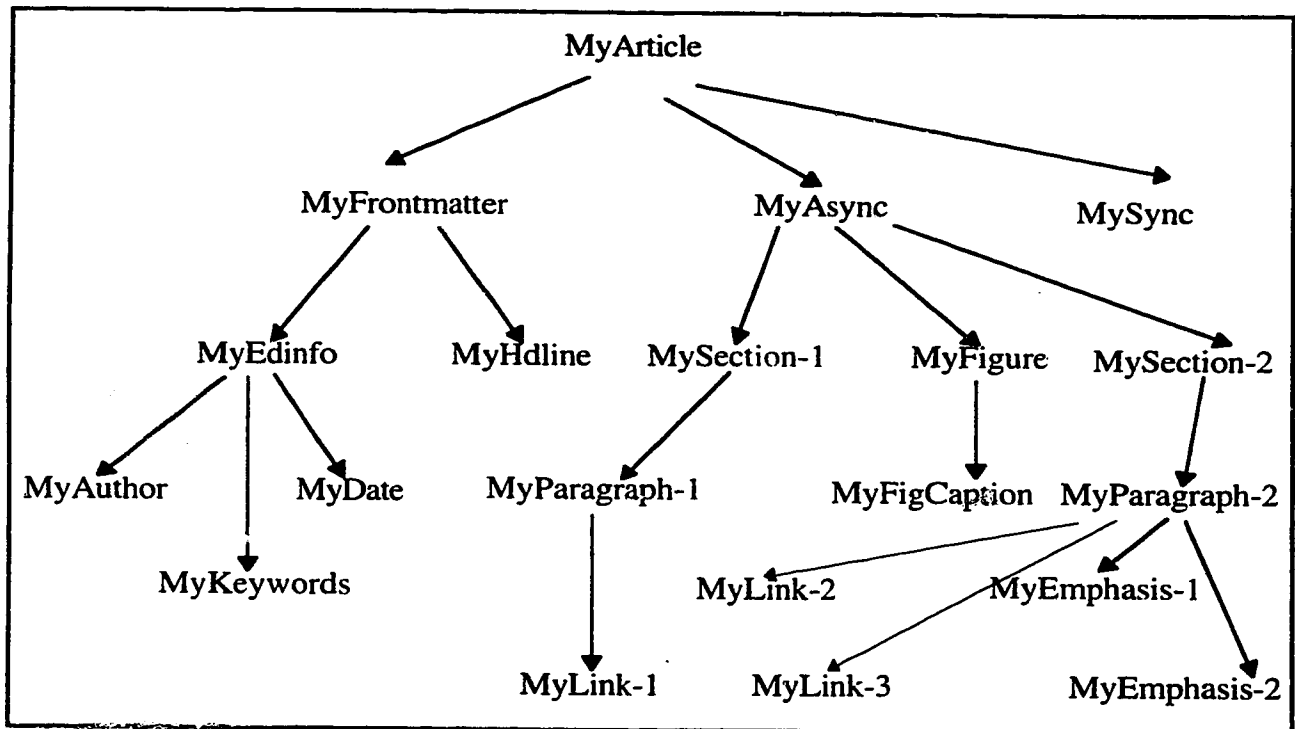 MyArticle
MyFrontmatter
MyAsync
MySync
MyEdinfo
MyHdline
MySection-1
MyFigure
MySection-2
MyAuthor
MyDate
MyParagraph-1
MyFigCaption
MyParagraph-2
MyKeywords
MyLink-2
MyEmphasis-1
MyLink-1
MyLink-3
MyEmphasis-2